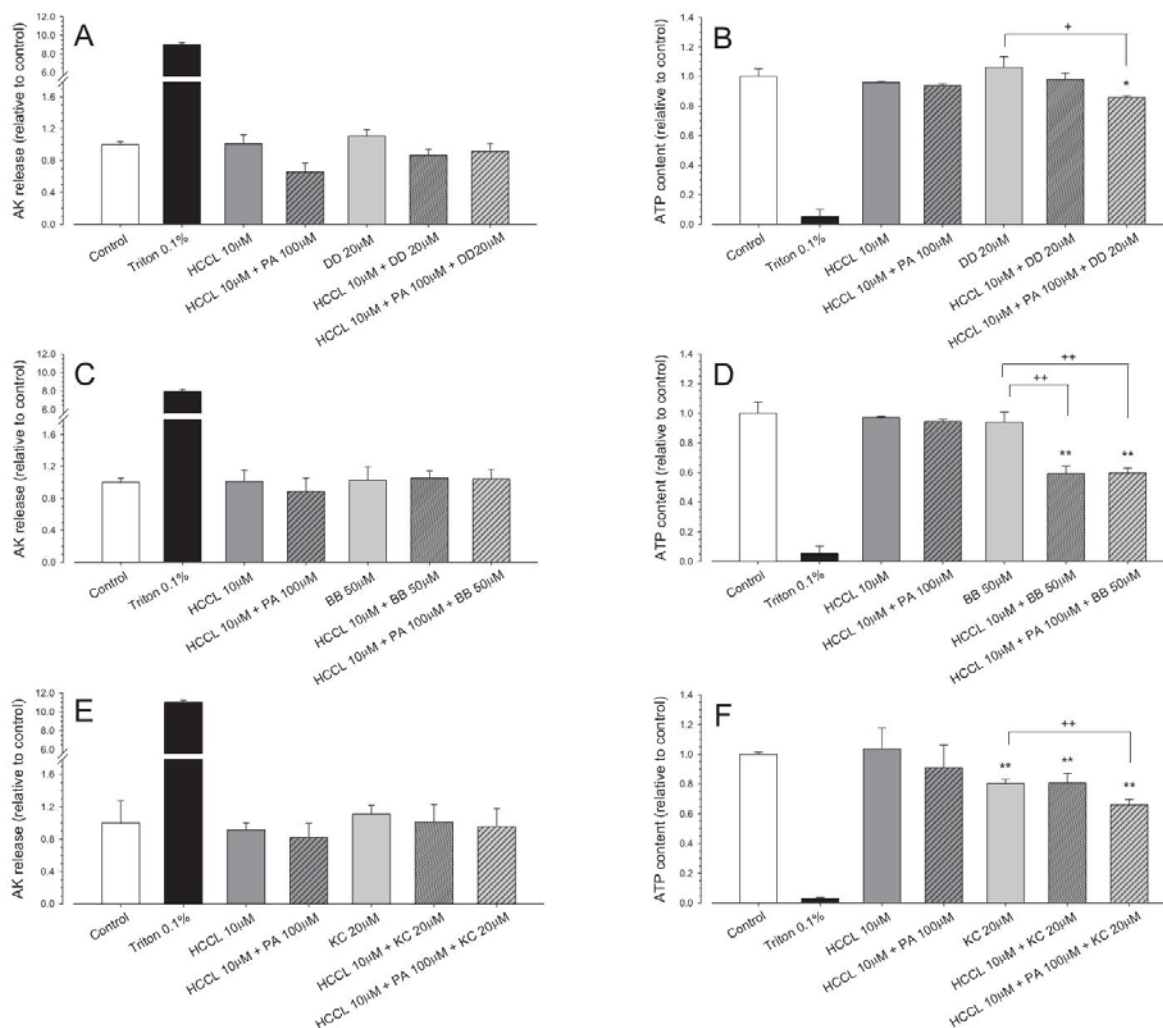 A
AK release (relative to control)
12.0
10.0
8.0
6.0
1.6
1.2
0.8
0.4
0.0
Control
Triton 0.1%
HCCL 10µM
HCCL 10µM + PA 100µM
DD 20µM
HCCL 10µM + DD 20µM
HCCL 10µM + PA 100µM + DD20µM
B
ATP content (relative to control)
1.4
1.2
1.0
0.8
0.6
0.4
0.2
0.0
+
*
Control
Triton 0.1%
HCCL 10µM
HCCL 10µM + PA 100µM
DD 20µM
HCCL 10µM + DD 20µM
HCCL 10µM + PA 100µM + DD 20µM
C
AK release (relative to control)
12.0
10.0
8.0
6.0
1.6
1.2
0.8
0.4
0.0
Control
Triton 0.1%
HCCL 10µM
HCCL 10µM + PA 100µM
BB 50µM
HCCL 10µM + BB 50µM
HCCL 10µM + PA 100µM + BB 50µM
D
ATP content (relative to control)
1.4
1.2
1.0
0.8
0.6
0.4
0.2
0.0
++
++
**
**
Control
Triton 0.1%
HCCL 10µM
HCCL 10µM + PA 100µM
BB 50µM
HCCL 10µM + BB 50µM
HCCL 10µM + PA 100µM + BB 50µM
E
AK release (relative to control)
12.0
10.0
8.0
6.0
1.6
1.2
0.8
0.4
0.0
Control
Triton 0.1%
HCCL 10µM
HCCL 10µM + PA 100µM
KC 20µM
HCCL 10µM + KC 20µM
HCCL 10µM + PA 100µM + KC 20µM
F
ATP content (relative to control)
1.4
1.2
1.0
0.8
0.6
0.4
0.2
0.0
++
**
**
**
Control
Triton 0.1%
HCCL 10µM
HCCL 10µM + PA 100µM
KC 20µM
HCCL 10µM + KC 20µM
HCCL 10µM + PA 100µM + KC 20µM